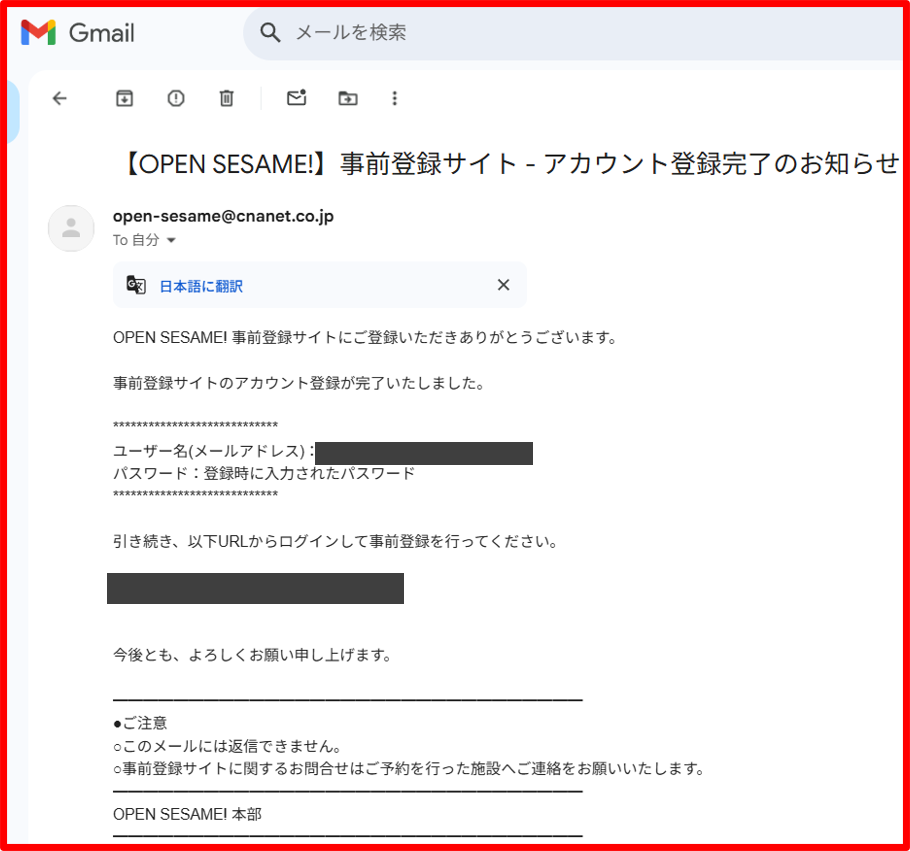 Gmail
メールを検索
【OPEN SESAME!】事前登録サイト - アカウント登録完了のお知らせ
open-sesame@cnanet.co.jp
To 自分
日本語に翻訳
OPEN SESAME! 事前登録サイトにご登録いただきありがとうございます。
事前登録サイトのアカウント登録が完了いたしました。
****************************
ユーザー名(メールアドレス)：
パスワード：登録時に入力されたパスワード
****************************
引き続き、以下URLからログインして事前登録を行ってください。
今後とも、よろしくお願い申し上げます。
●ご注意
○このメールには返信できません。
○事前登録サイトに関するお問合せはご予約を行った施設へご連絡をお願いいたします。
OPEN SESAME! 本部